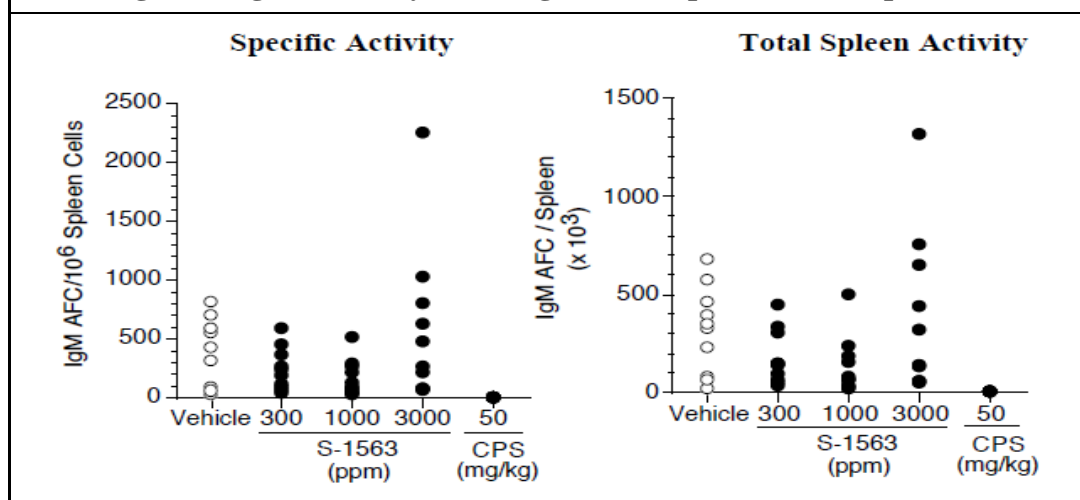 Specific Activity
IgM AFC/10⁶ Spleen Cells
2500
2000
1500
1000
500
0
Vehicle 300 1000 3000 50
S-1563 CPS
(ppm) (mg/kg)
Total Spleen Activity
IgM AFC / Spleen
(x 10³)
1500
1000
500
0
Vehicle 300 1000 3000 50
S-1563 CPS
(ppm) (mg/kg)